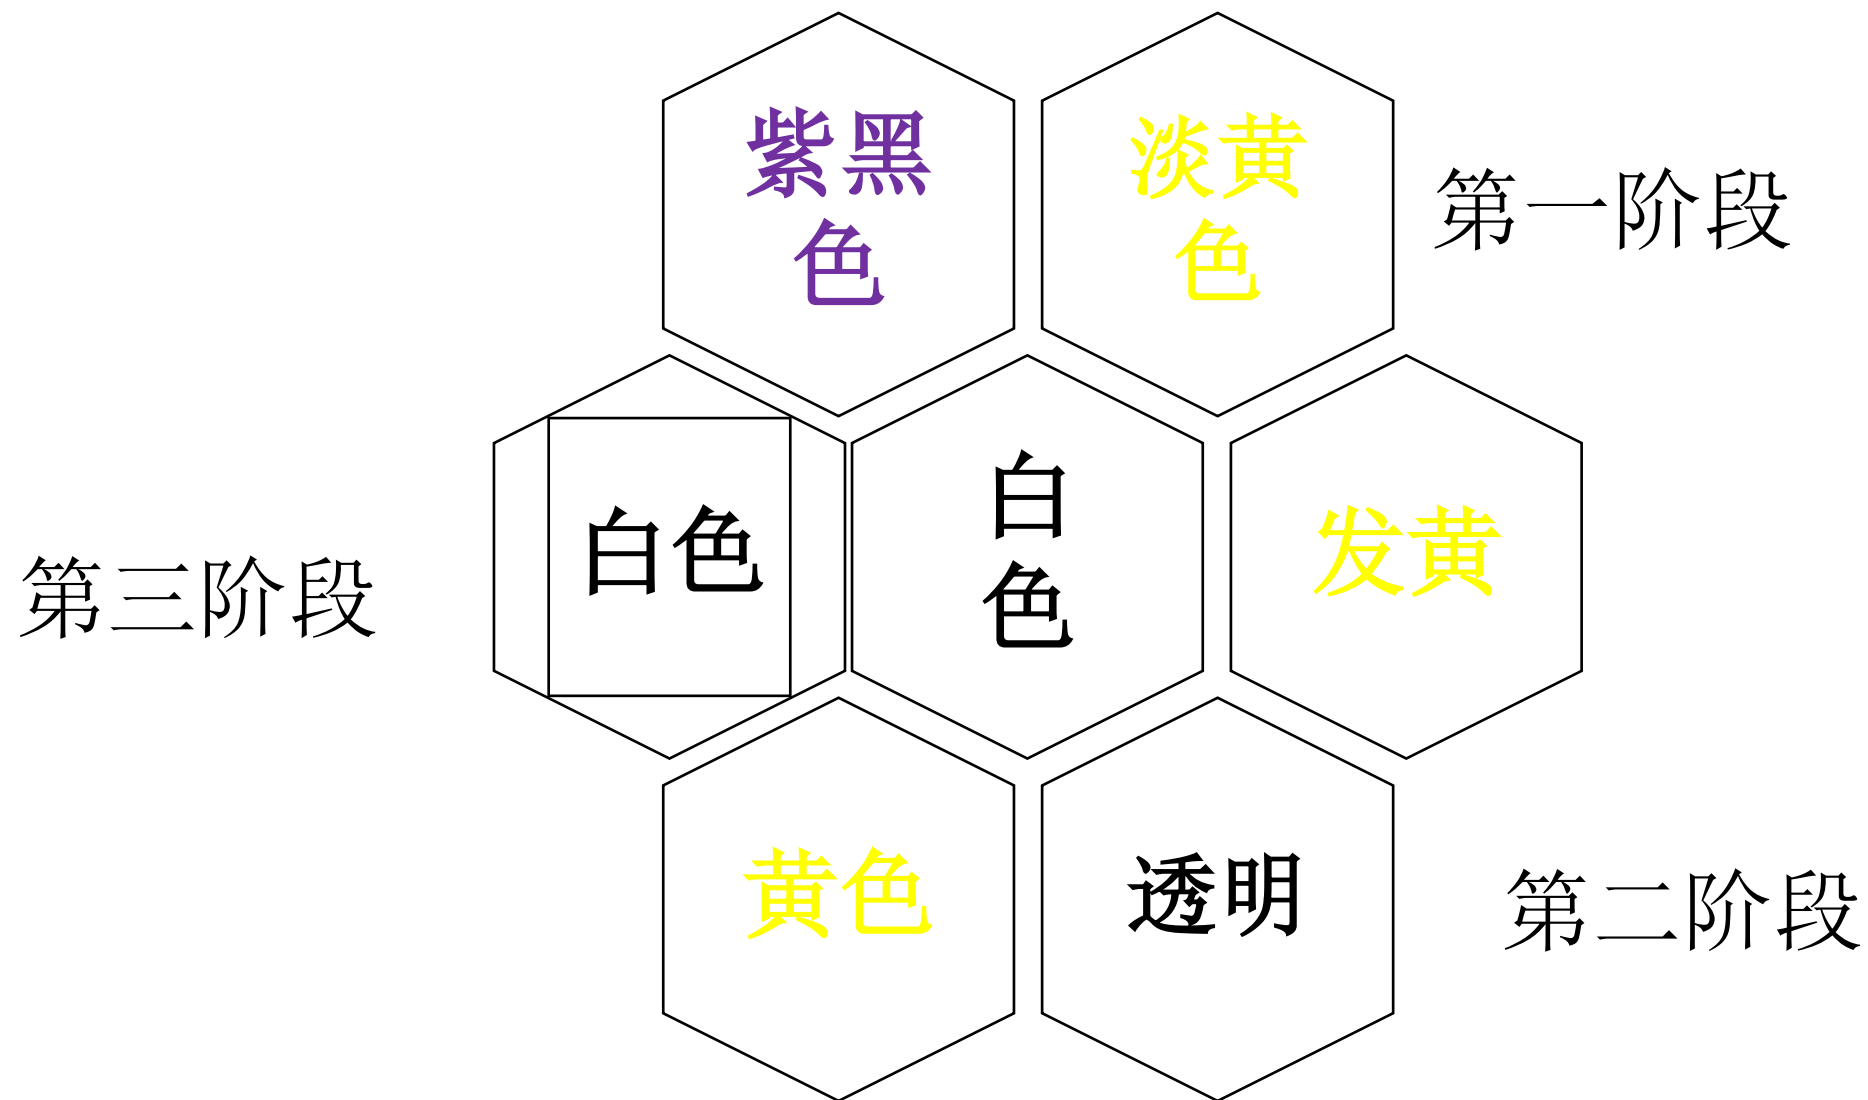 紫黑
色
淡黄
色
第一阶段
白色
白
色
发黄
第三阶段
黄色
透明
第二阶段